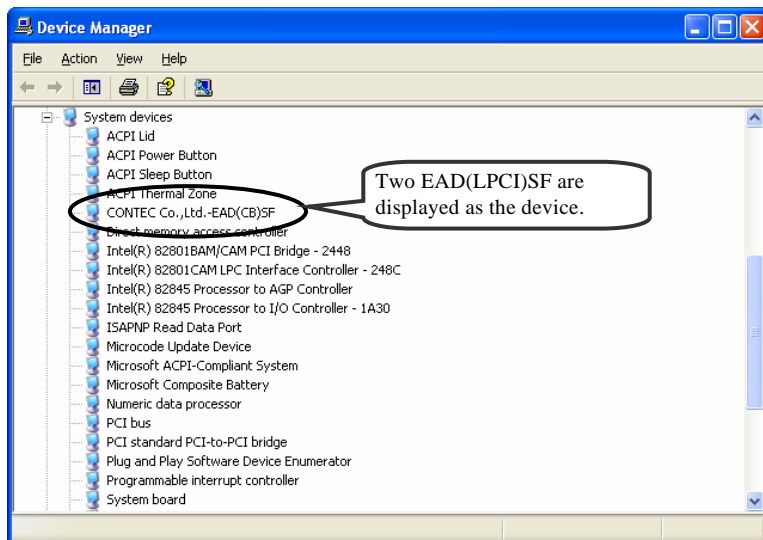 Device Manager
File Action View Help
System devices
ACPI Lid
ACPI Power Button
ACPI Sleep Button
ACPI Thermal Zone
CONTEC Co.,Ltd.-EAD(CB)SF
Direct memory access controller
Intel(R) 82801BAM/CAM PCI Bridge - 2448
Intel(R) 82801CAM LPC Interface Controller - 248C
Intel(R) 82845 Processor to AGP Controller
Intel(R) 82845 Processor to I/O Controller - 1A30
ISAPNP Read Data Port
Microcode Update Device
Microsoft ACPI-Compliant System
Microsoft Composite Battery
Numeric data processor
PCI bus
PCI standard PCI-to-PCI bridge
Plug and Play Software Device Enumerator
Programmable interrupt controller
System board
Two EAD(LPCI)SF are
displayed as the device.